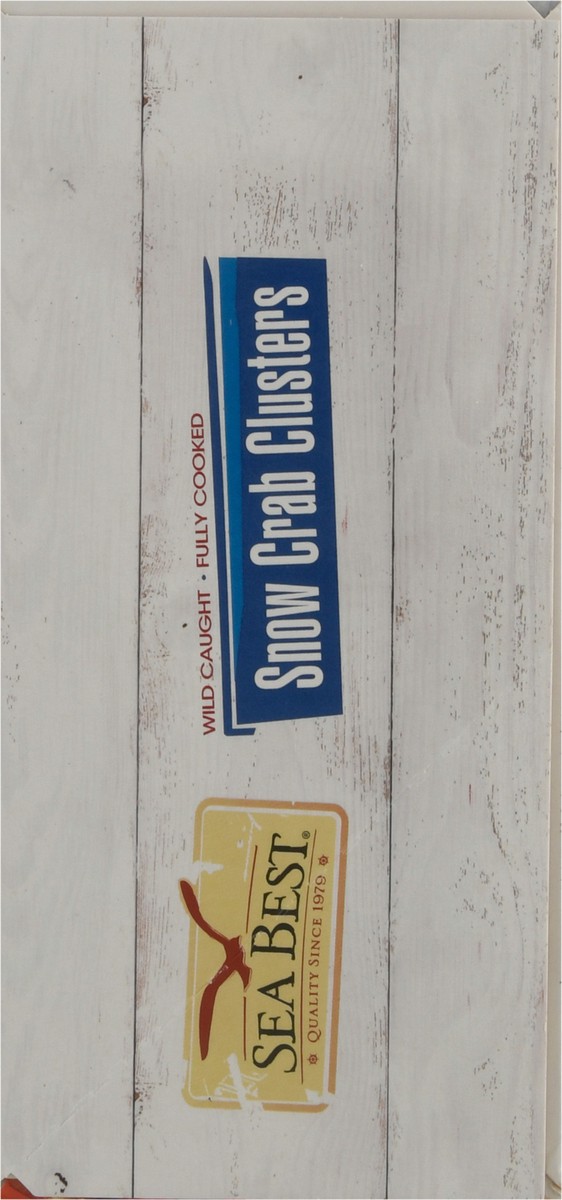 SEA BEST®
QUALITY SINCE 1979
WILD CAUGHT • FULLY COOKED
Snow Crab Clusters